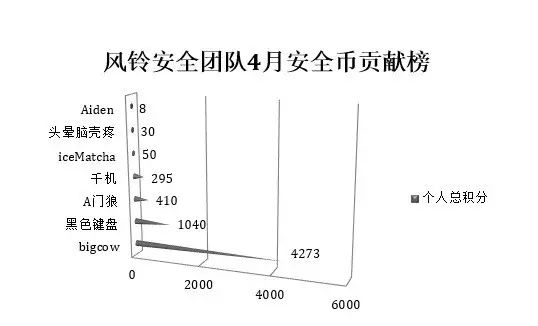 风铃安全团队4月安全币贡献榜
Aiden 8
头晕脑壳疼 30
iceMatcha 50
千机 295
A门狼 410
黑色键盘 1040
bigcow 4273
0 2000 4000 6000
个人总积分